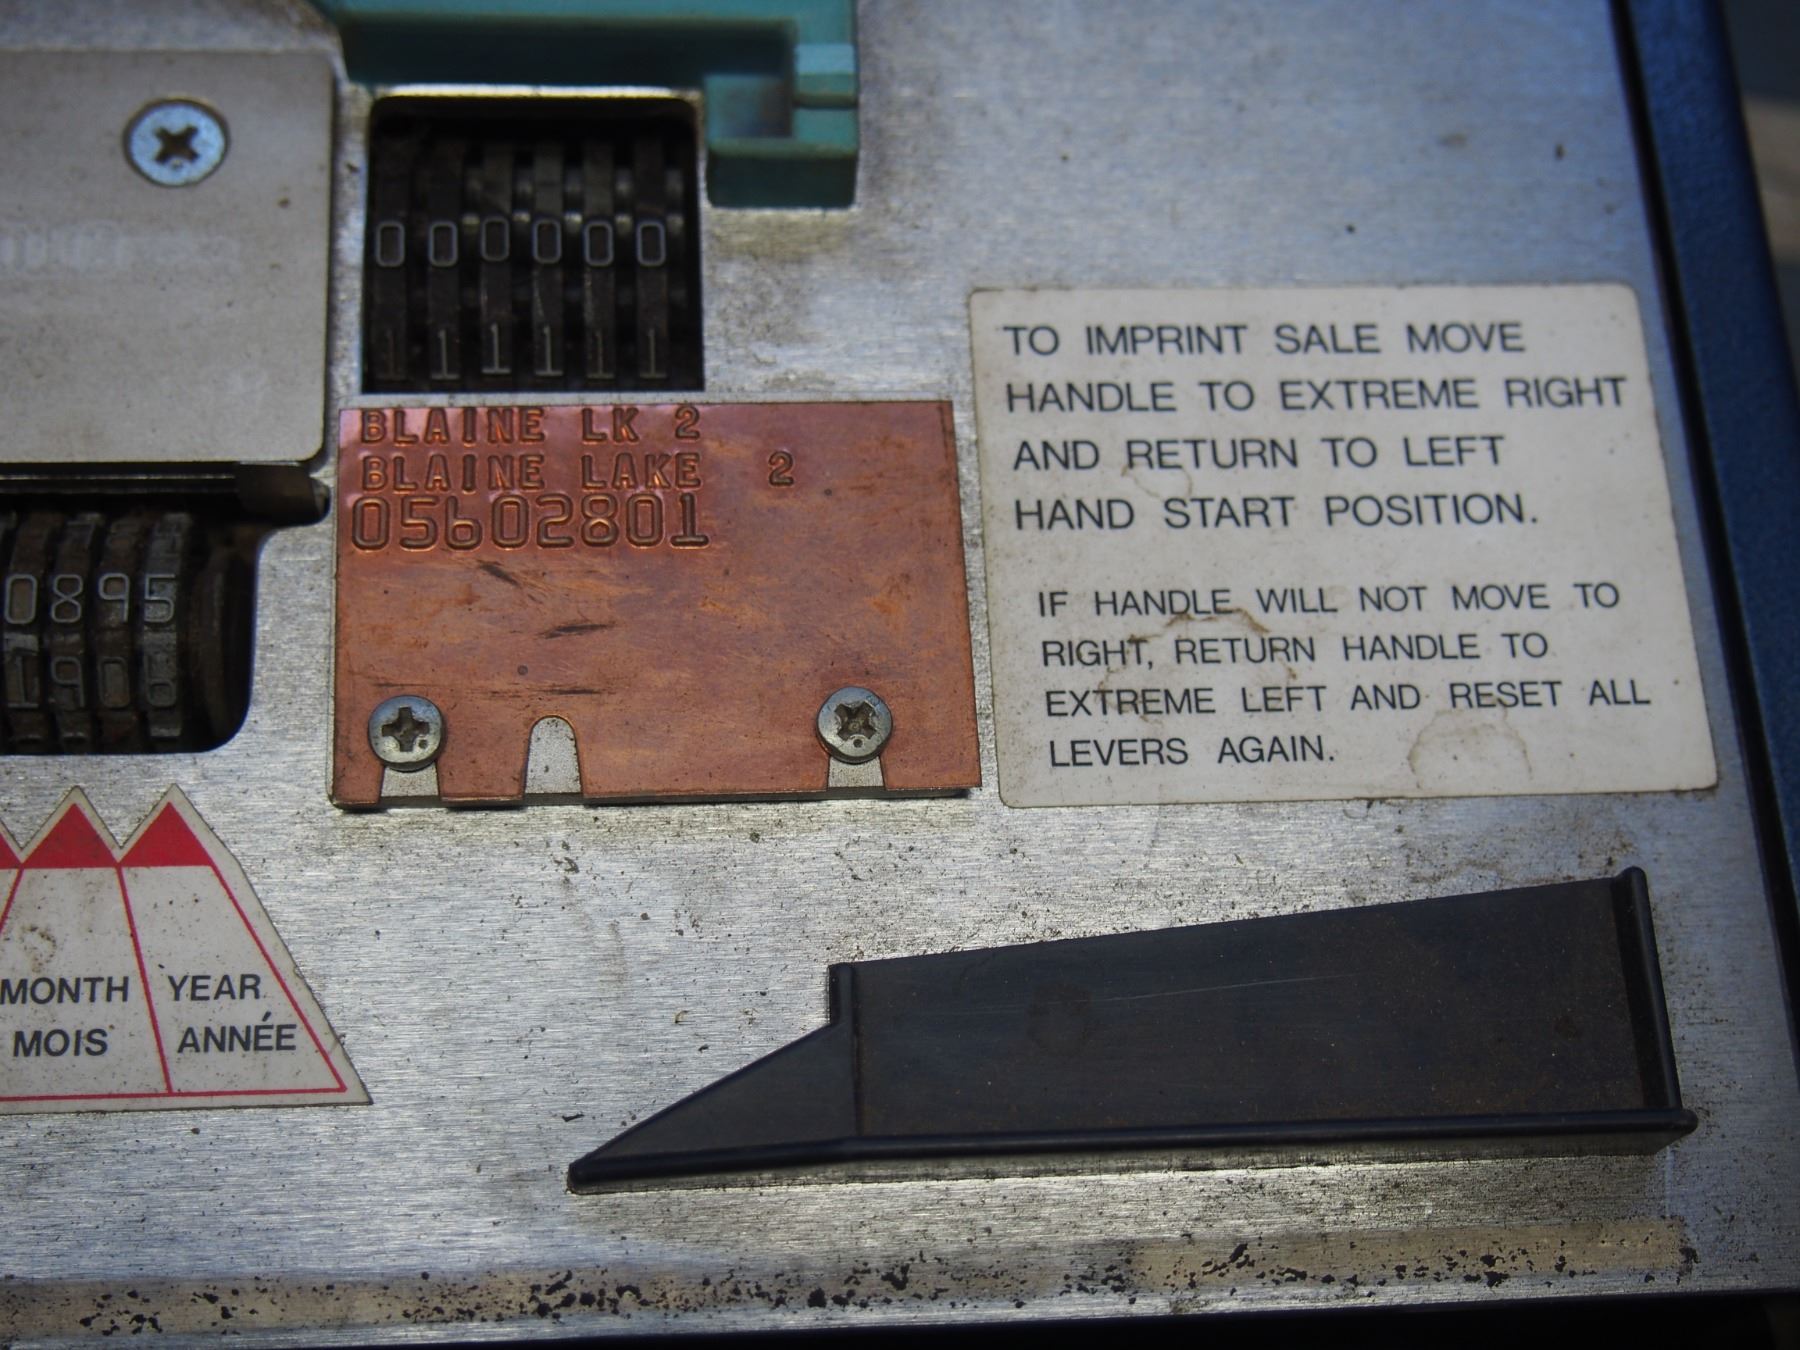 000000
111111
BLAINE LK 2
BLAINE LAKE 2
05602801
0895
1906
TO IMPRINT SALE MOVE
HANDLE TO EXTREME RIGHT
AND RETURN TO LEFT
HAND START POSITION.
IF HANDLE WILL NOT MOVE TO
RIGHT, RETURN HANDLE TO
EXTREME LEFT AND RESET ALL
LEVERS AGAIN.
MONTH
MOIS
YEAR
ANNÉE